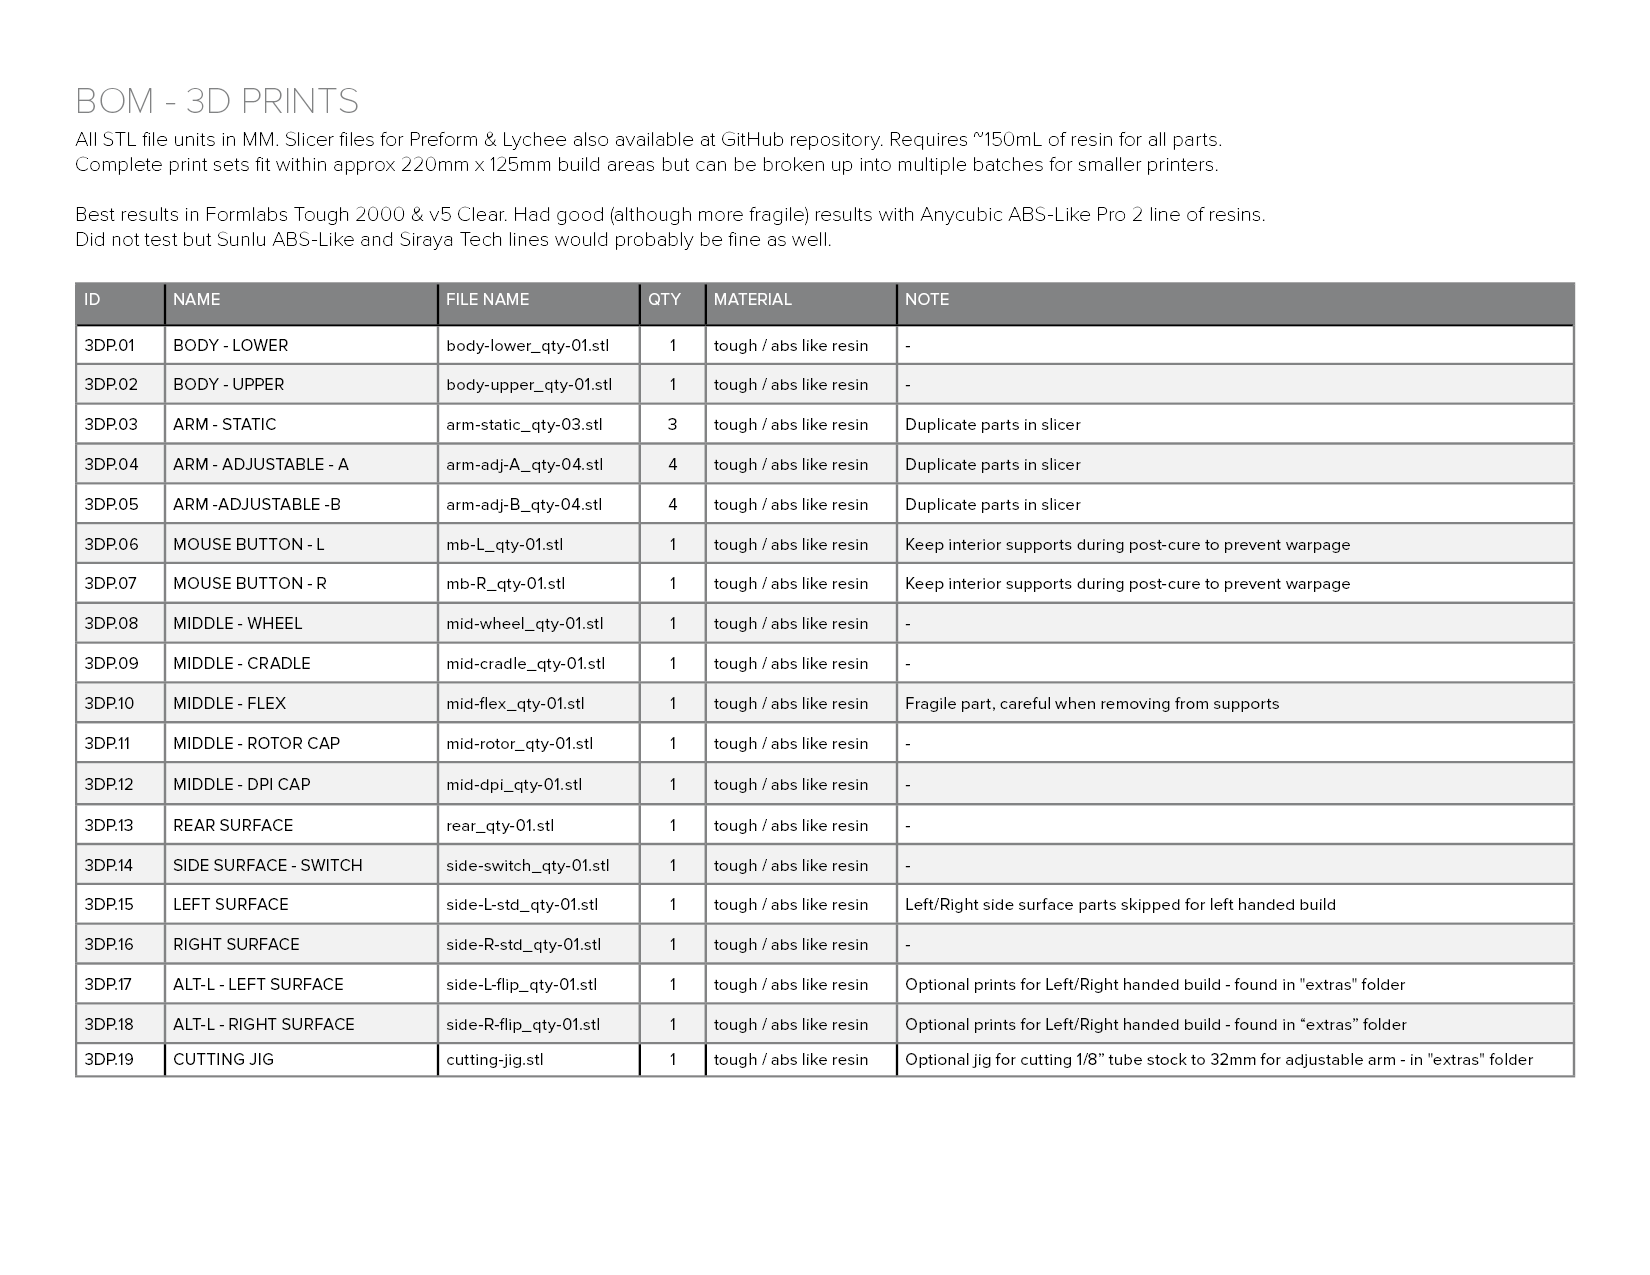 BOM - 3D PRINTS
All STL file units in MM. Slicer files for Preform & Lychee also available at GitHub repository. Requires ~150mL of resin for all parts.
Complete print sets fit within approx 220mm x 125mm build areas but can be broken up into multiple batches for smaller printers.
Best results in Formlabs Tough 2000 & v5 Clear. Had good (although more fragile) results with Anycubic ABS-Like Pro 2 line of resins.
Did not test but Sunlu ABS-Like and Siraya Tech lines would probably be fine as well.
ID NAME FILE NAME QTY MATERIAL NOTE
3DP.01 BODY - LOWER body-lower_qty-01.stl 1 tough / abs like resin -
3DP.02 BODY - UPPER body-upper_qty-01.stl 1 tough / abs like resin -
3DP.03 ARM - STATIC arm-static_qty-03.stl 3 tough / abs like resin Duplicate parts in slicer
3DP.04 ARM - ADJUSTABLE - A arm-adj-A_qty-04.stl 4 tough / abs like resin Duplicate parts in slicer
3DP.05 ARM -ADJUSTABLE -B arm-adj-B_qty-04.stl 4 tough / abs like resin Duplicate parts in slicer
3DP.06 MOUSE BUTTON - L mb-L_qty-01.stl 1 tough / abs like resin Keep interior supports during post-cure to prevent warpage
3DP.07 MOUSE BUTTON - R mb-R_qty-01.stl 1 tough / abs like resin Keep interior supports during post-cure to prevent warpage
3DP.08 MIDDLE - WHEEL mid-wheel_qty-01.stl 1 tough / abs like resin -
3DP.09 MIDDLE - CRADLE mid-cradle_qty-01.stl 1 tough / abs like resin -
3DP.10 MIDDLE - FLEX mid-flex_qty-01.stl 1 tough / abs like resin Fragile part, careful when removing from supports
3DP.11 MIDDLE - ROTOR CAP mid-rotor_qty-01.stl 1 tough / abs like resin -
3DP.12 MIDDLE - DPI CAP mid-dpi_qty-01.stl 1 tough / abs like resin -
3DP.13 REAR SURFACE rear_qty-01.stl 1 tough / abs like resin -
3DP.14 SIDE SURFACE - SWITCH side-switch_qty-01.stl 1 tough / abs like resin -
3DP.15 LEFT SURFACE side-L-std_qty-01.stl 1 tough / abs like resin Left/Right side surface parts skipped for left handed build
3DP.16 RIGHT SURFACE side-R-std_qty-01.stl 1 tough / abs like resin -
3DP.17 ALT-L - LEFT SURFACE side-L-flip_qty-01.stl 1 tough / abs like resin Optional prints for Left/Right handed build - found in "extras" folder
3DP.18 ALT-L - RIGHT SURFACE side-R-flip_qty-01.stl 1 tough / abs like resin Optional prints for Left/Right handed build - found in “extras” folder
3DP.19 CUTTING JIG cutting-jig.stl 1 tough / abs like resin Optional jig for cutting 1/8” tube stock to 32mm for adjustable arm - in "extras" folder